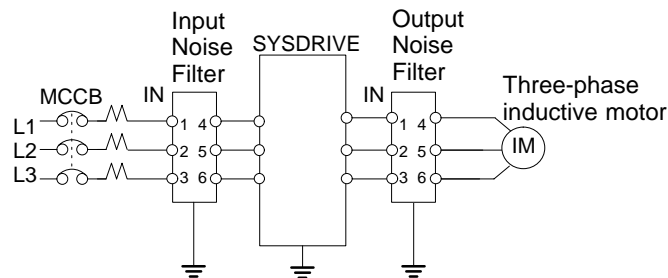 Input
Noise
Filter
SYSDRIVE
Output
Noise
Filter
Three-phase
inductive motor
MCCB
IN
IN
L1
1 4
1 4
L2
2 5
2 5
IM
L3
3 6
3 6